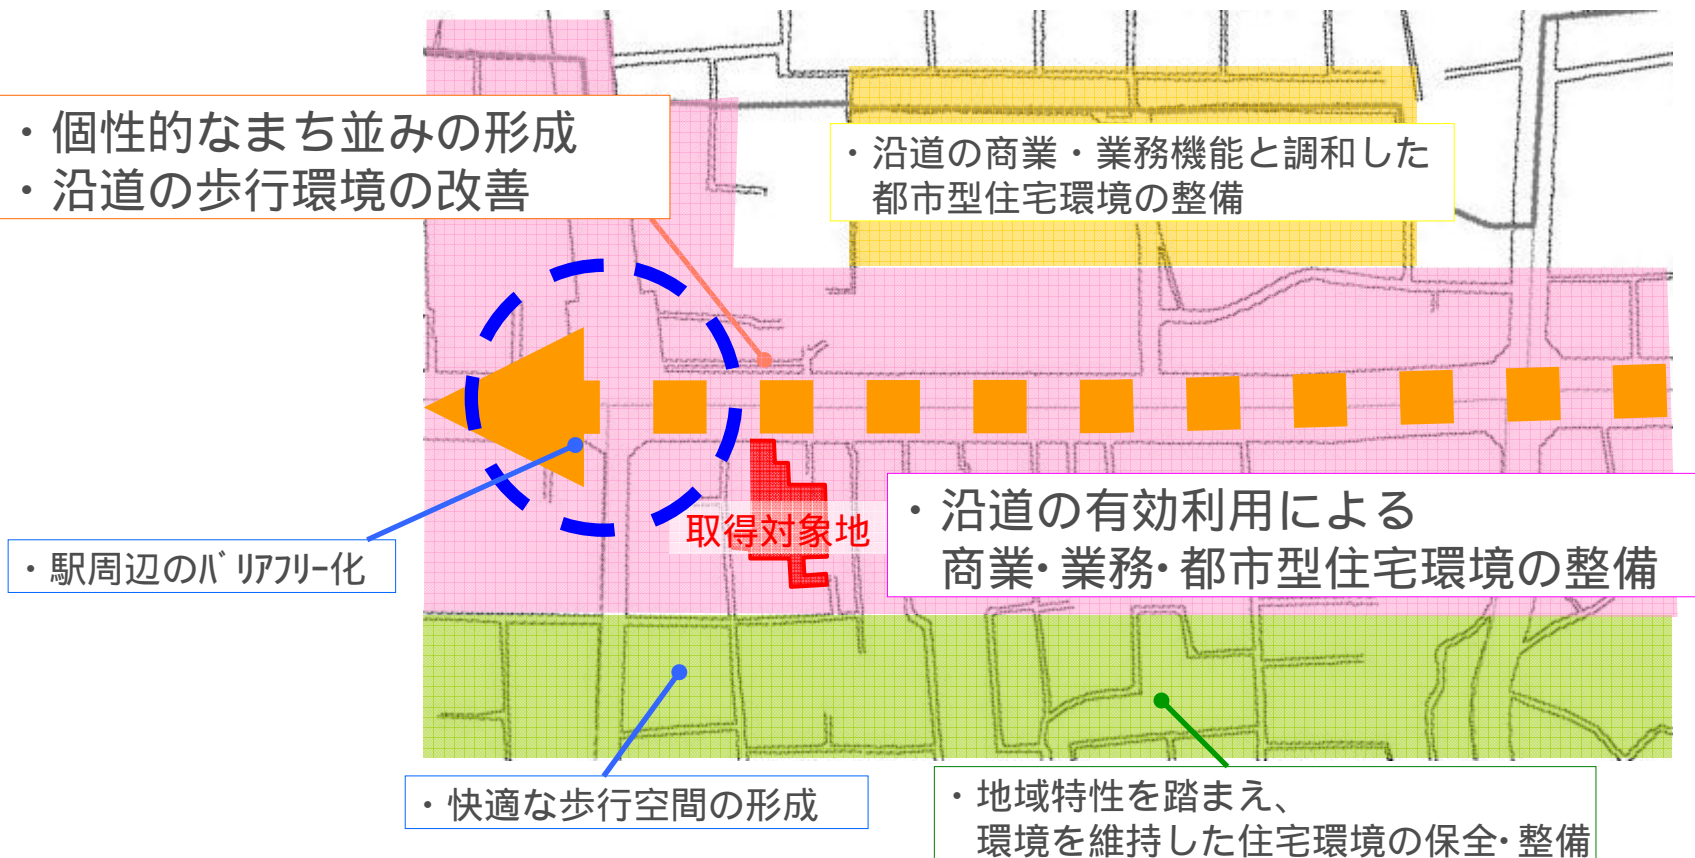 ・個性的なまち並みの形成
・沿道の歩行環境の改善
・沿道の商業・業務機能と調和した
都市型住宅環境の整備
取得対象地
・沿道の有効利用による
商業・業務・都市型住宅環境の整備
・駅周辺のﾊﾞﾘｱﾌﾘｰ化
・快適な歩行空間の形成
・地域特性を踏まえ、
環境を維持した住宅環境の保全・整備